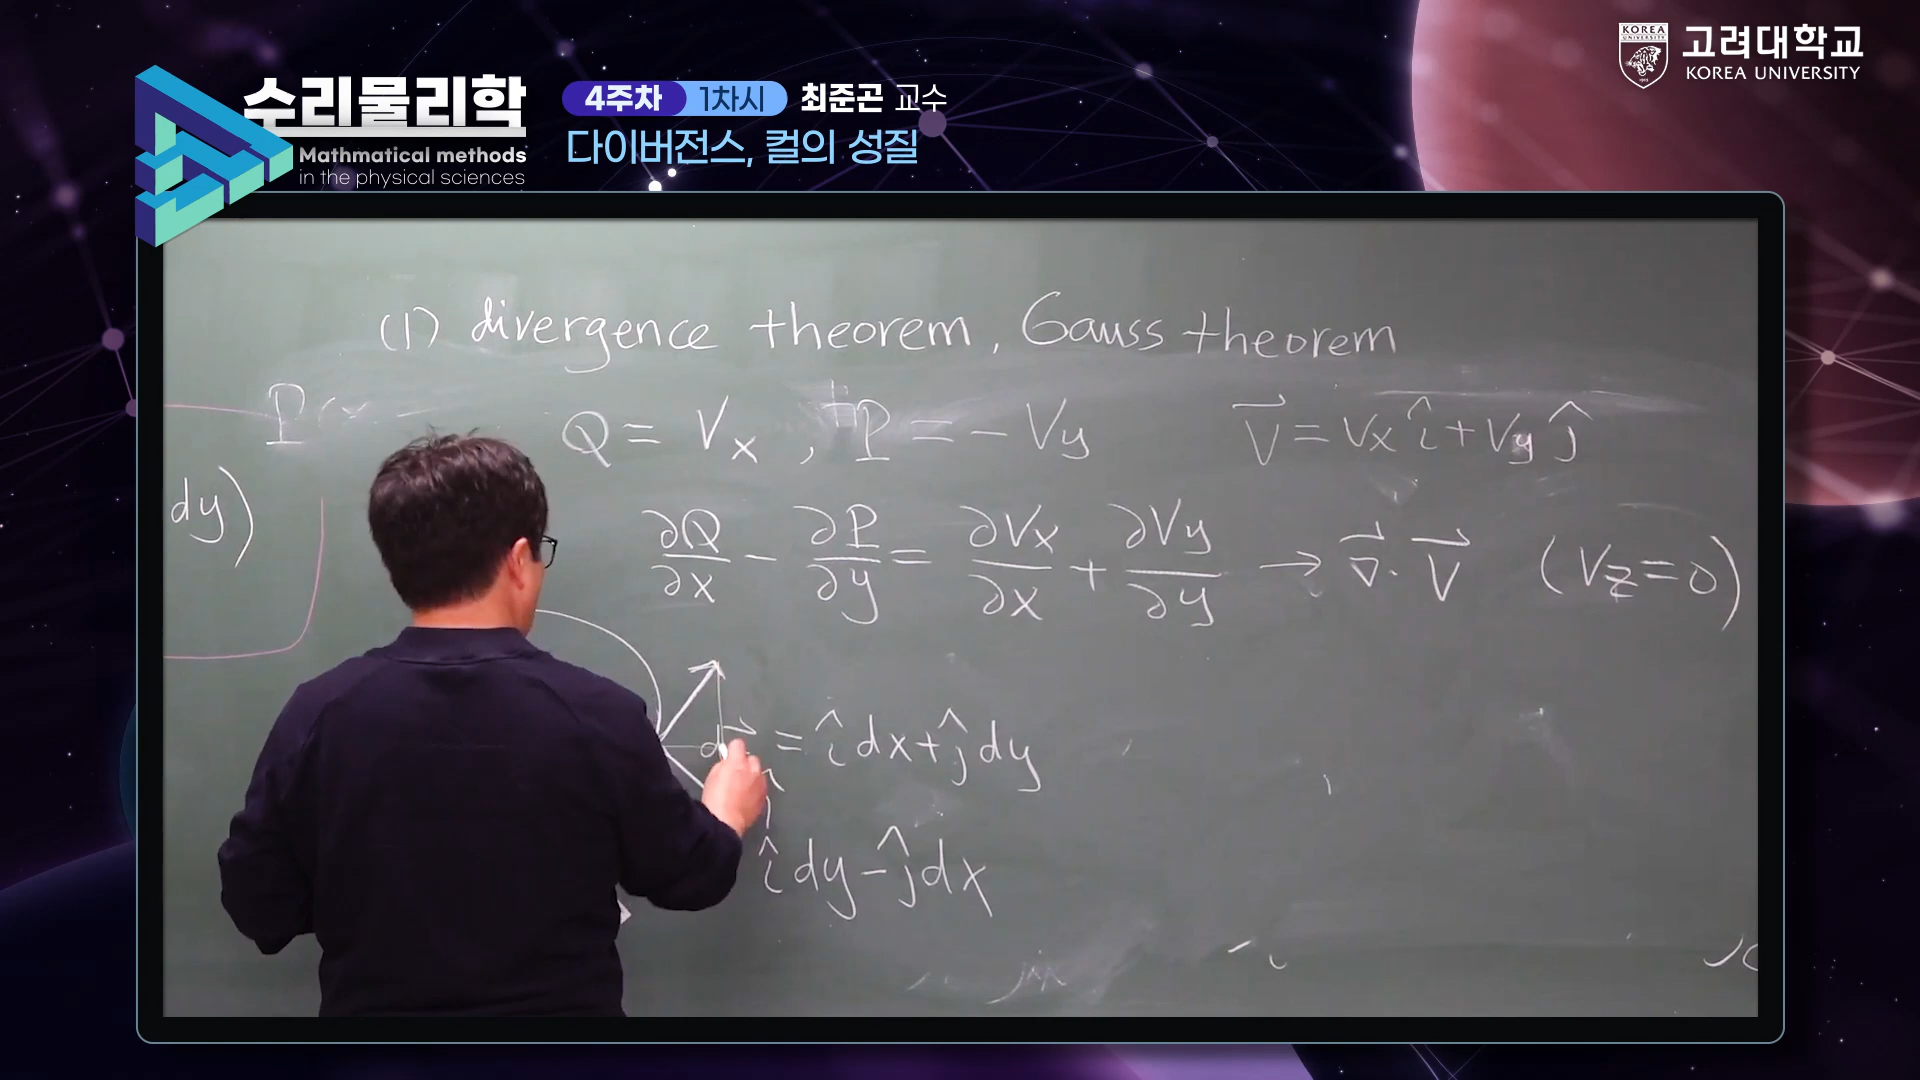 KOREA
UNIVERSITY
고려대학교
KOREA UNIVERSITY
수리물리학
Mathmatical methods
in the physical sciences
4주차 1차시 최준곤 교수
다이버전스, 컬의 성질
(1) divergence theorem, Gauss theorem
P
Q = Vx , P = - Vy
V⃗ = Vx î + Vy ĵ
dy)
∂Q/∂x - ∂P/∂y = ∂Vx/∂x + ∂Vy/∂y → ∇⃗ · V⃗ (Vz = 0)
= î dx + ĵ dy
î dy - ĵ dx